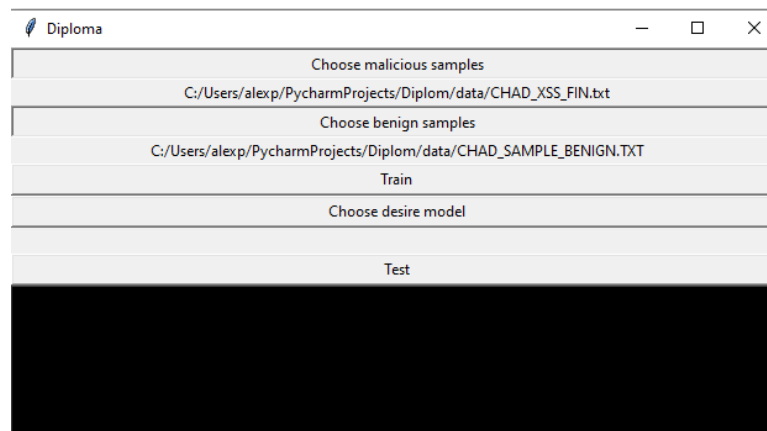 Diploma
Choose malicious samples
C:/Users/alexp/PycharmProjects/Diplom/data/CHAD_XSS_FIN.txt
Choose benign samples
C:/Users/alexp/PycharmProjects/Diplom/data/CHAD_SAMPLE_BENIGN.TXT
Train
Choose desire model
Test